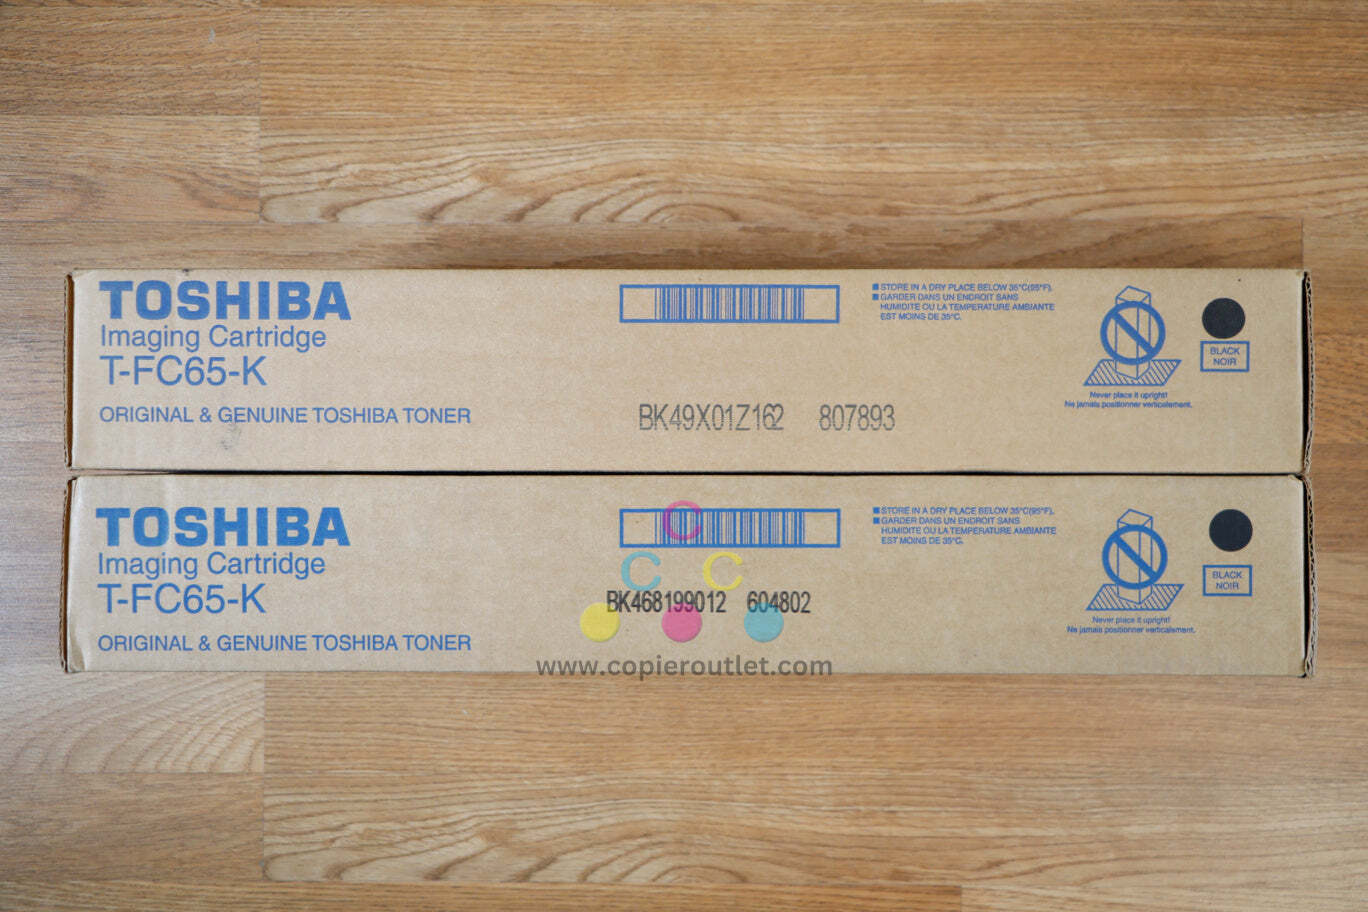 TOSHIBA
Imaging Cartridge
T-FC65-K
ORIGINAL & GENUINE TOSHIBA TONER
BK49X01Z162 807893
STORE IN A DRY PLACE BELOW 35°C(95°F).
GARDER DANS UN ENDROIT SANS
HUMIDITE OU LA TEMPERATURE AMBIANTE
EST MOINS DE 35°C.
Never place it upright!
Ne jamais positionner verticalement.
BLACK
NOIR
TOSHIBA
Imaging Cartridge
T-FC65-K
ORIGINAL & GENUINE TOSHIBA TONER
C
C C
BK468199012 604802
STORE IN A DRY PLACE BELOW 35°C(95°F).
GARDER DANS UN ENDROIT SANS
HUMIDITE OU LA TEMPERATURE AMBIANTE
EST MOINS DE 35°C.
Never place it upright!
Ne jamais positionner verticalement.
BLACK
NOIR
www.copieroutlet.com